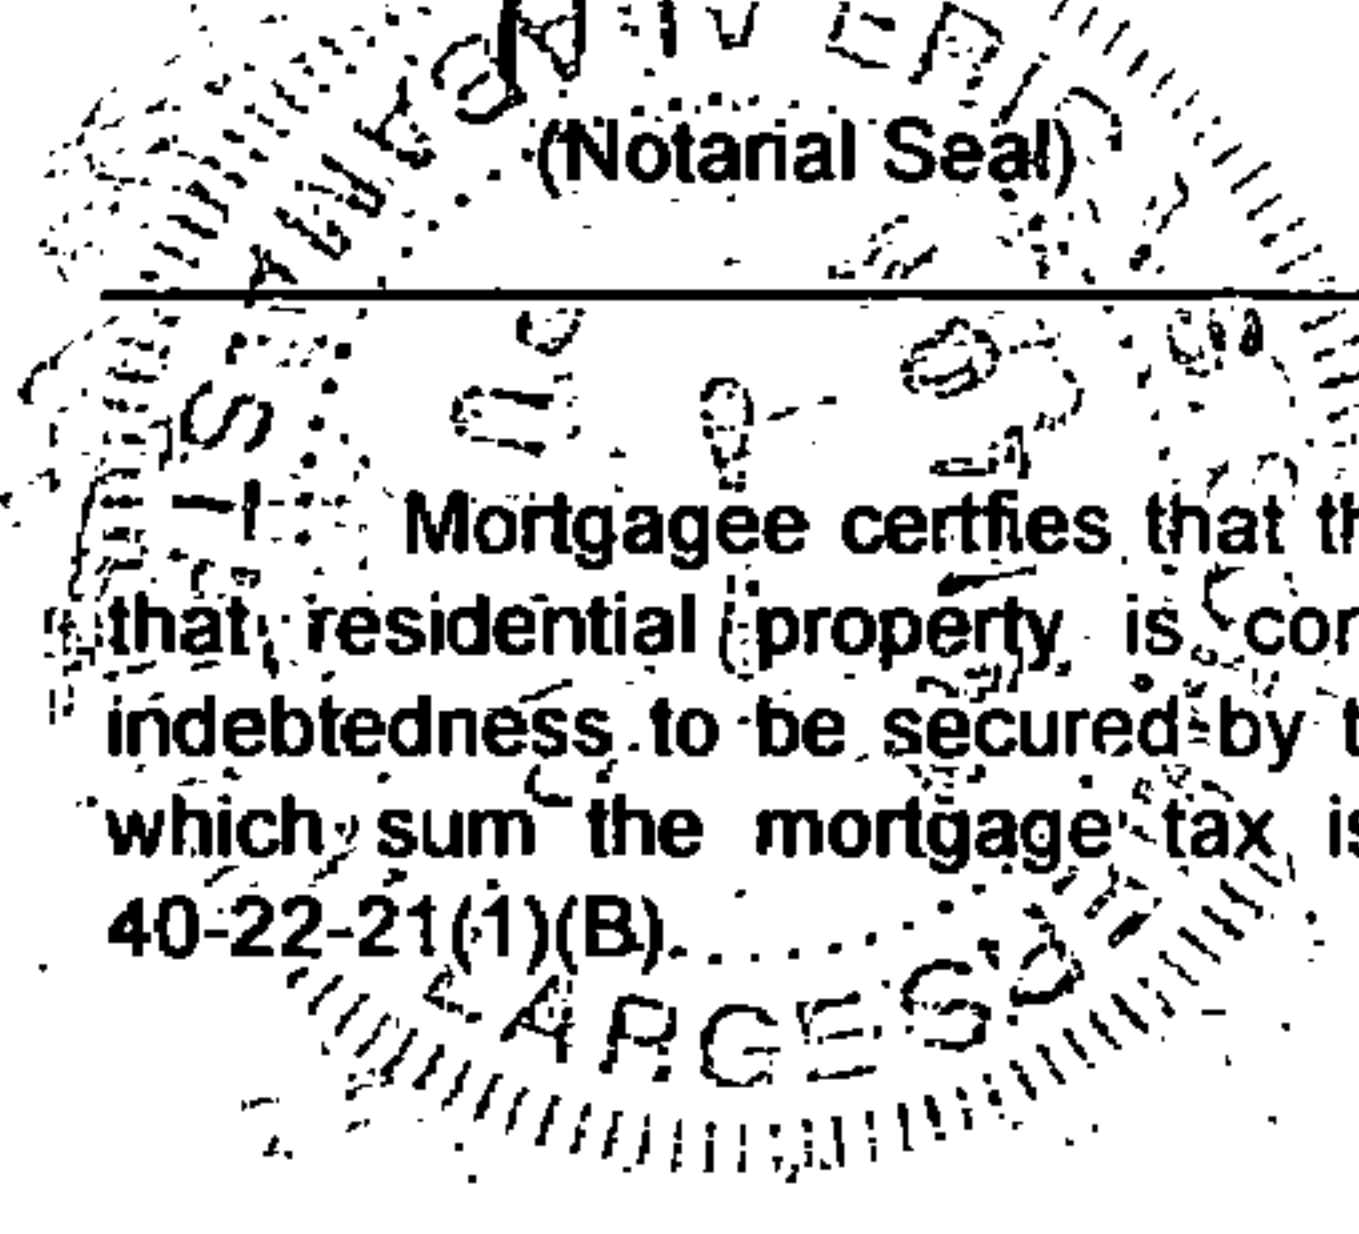 (Notarial Seal)
Mortgagee certfies that th
that residential property is cor
indebtedness to be secured by t
which sum the mortgage tax is
40-22-21(1)(B).